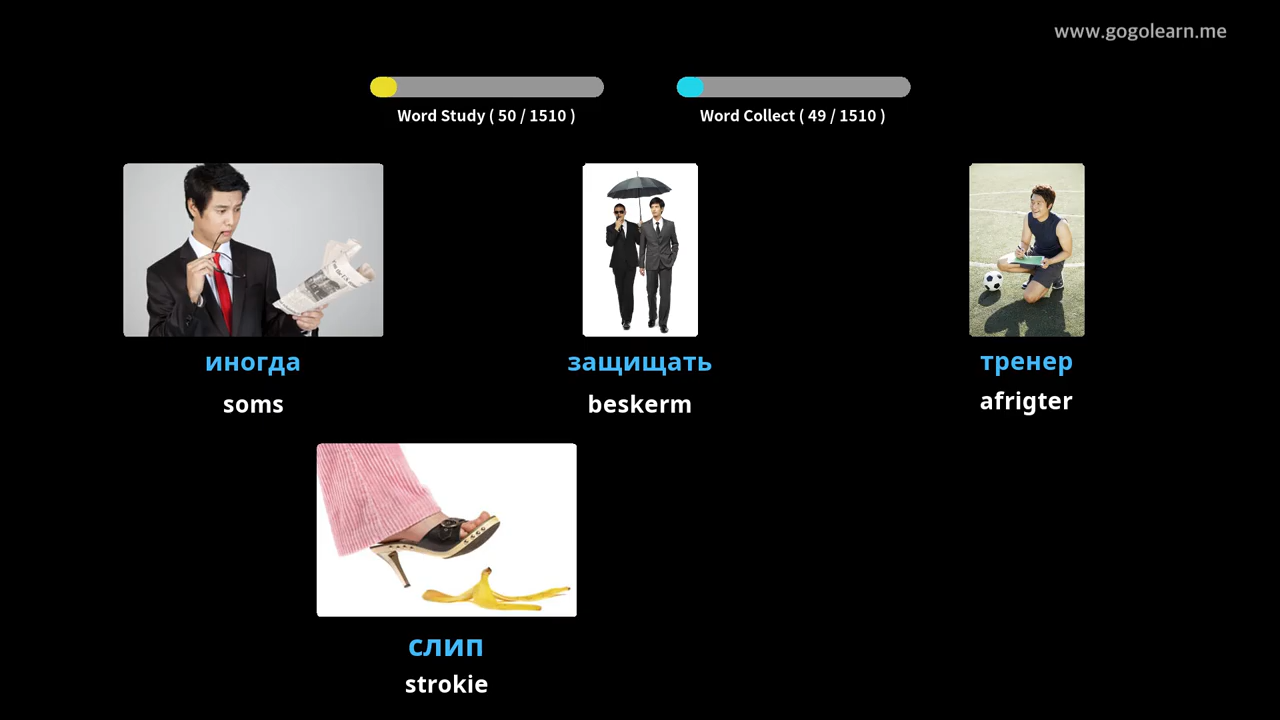 www.gogolearn.me
Word Study ( 50 / 1510 )
Word Collect ( 49 / 1510 )
иногда
защищать
тренер
soms
beskerm
afrigter
слип
strokie